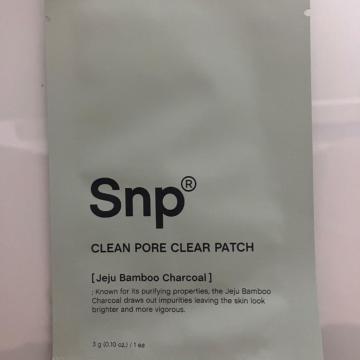 Snp®
CLEAN PORE CLEAR PATCH
[Jeju Bamboo Charcoal]
; Known for its purifying properties, the Jeju Bamboo
Charcoal draws out impurities leaving the skin look
brighter and more vigorous.
3 g (0.10 oz.) / 1 ea